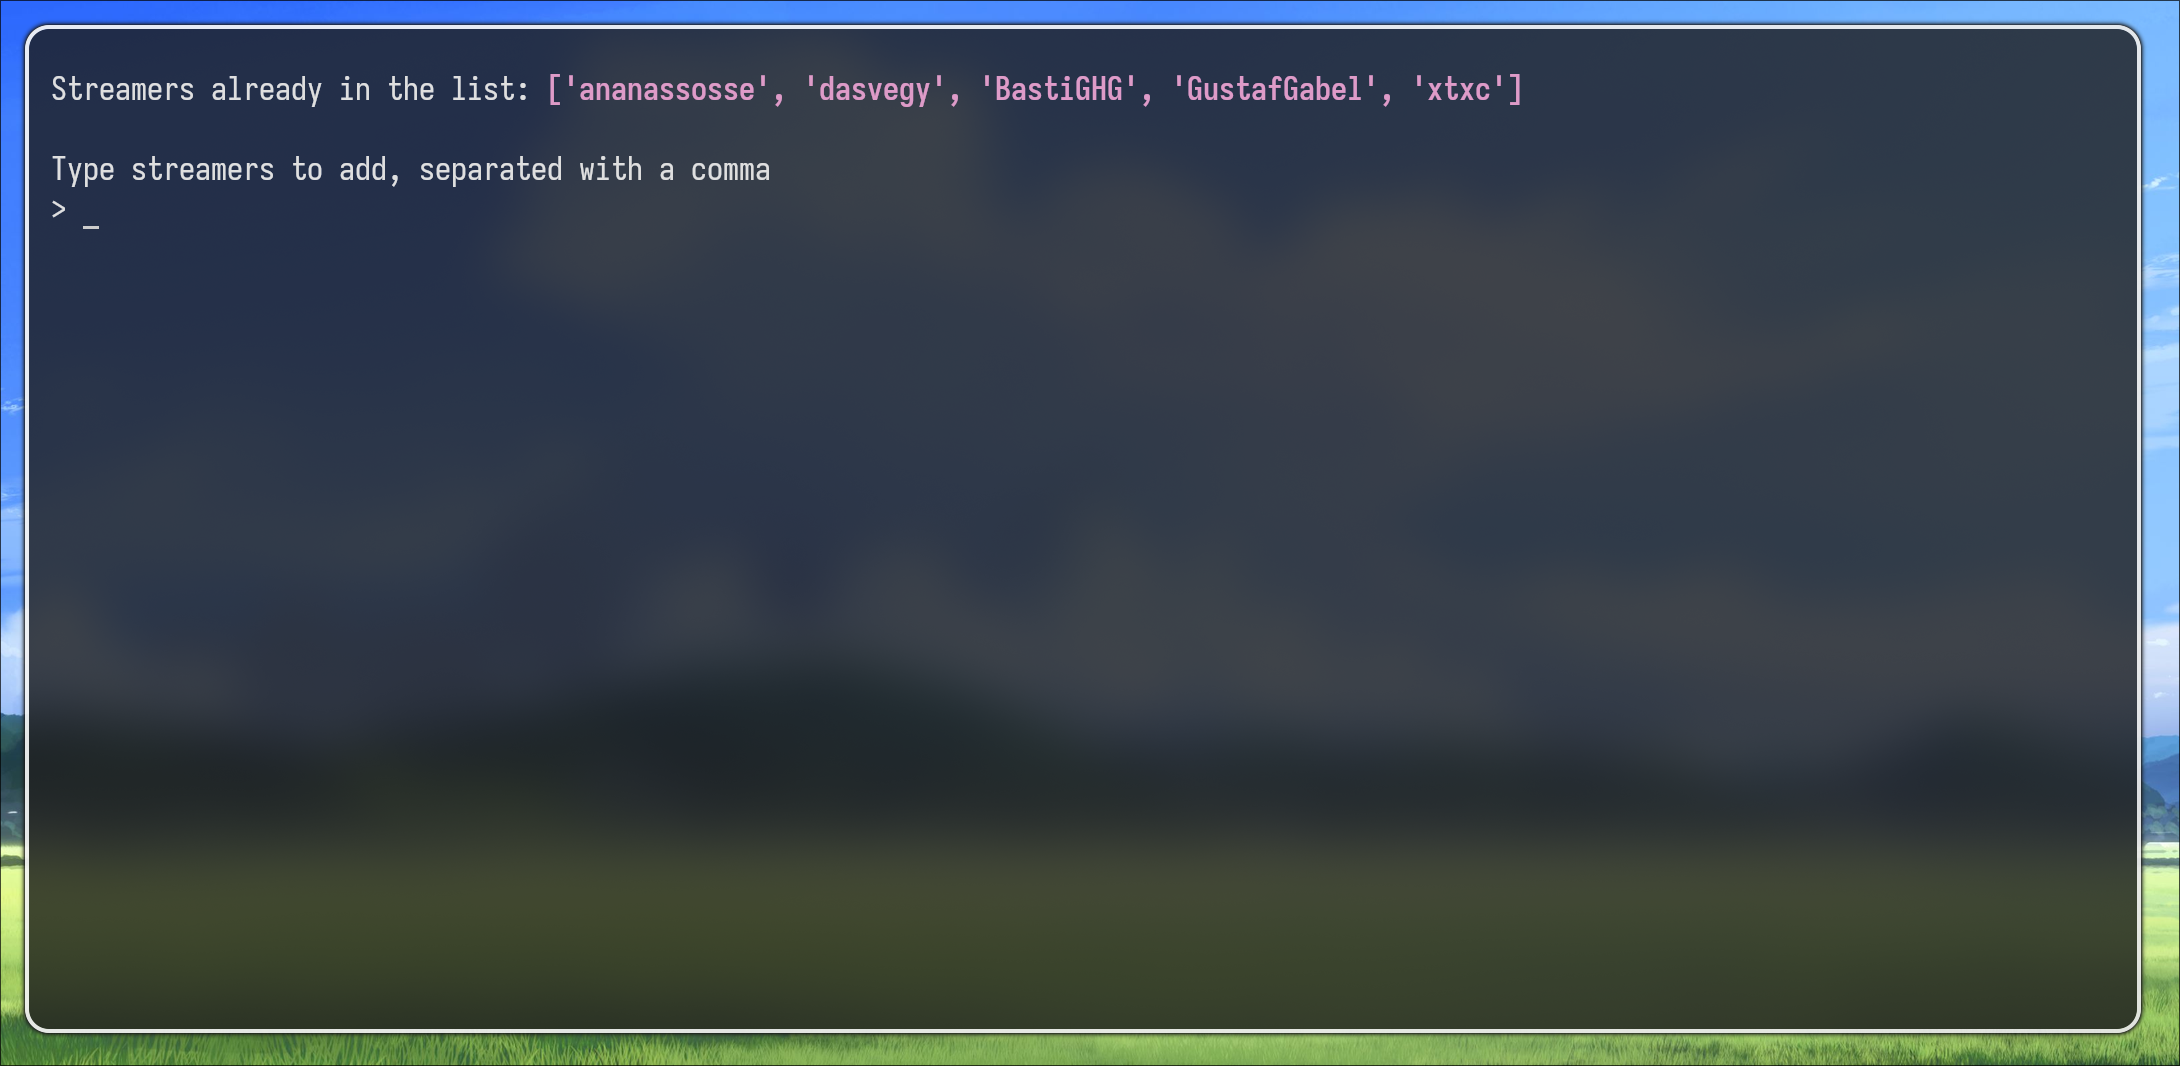 Streamers already in the list: ['ananassosse', 'dasvegy', 'BastiGHG', 'GustafGabel', 'xtxc']
Type streamers to add, separated with a comma
> _